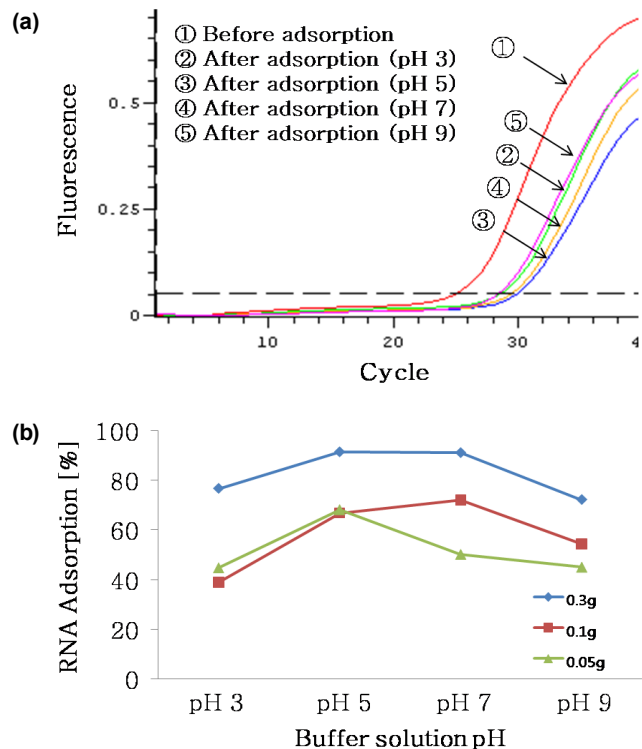 (a)
① Before adsorption
② After adsorption (pH 3)
③ After adsorption (pH 5)
④ After adsorption (pH 7)
⑤ After adsorption (pH 9)
①
⑤
②
④
③
Fluorescence
0.5
0.25
0
10
20
30
4
Cycle
(b)
RNA Adsorption [%]
100
80
60
40
20
0
0.3g
0.1g
0.05g
pH 3
pH 5
pH 7
pH 9
Buffer solution pH